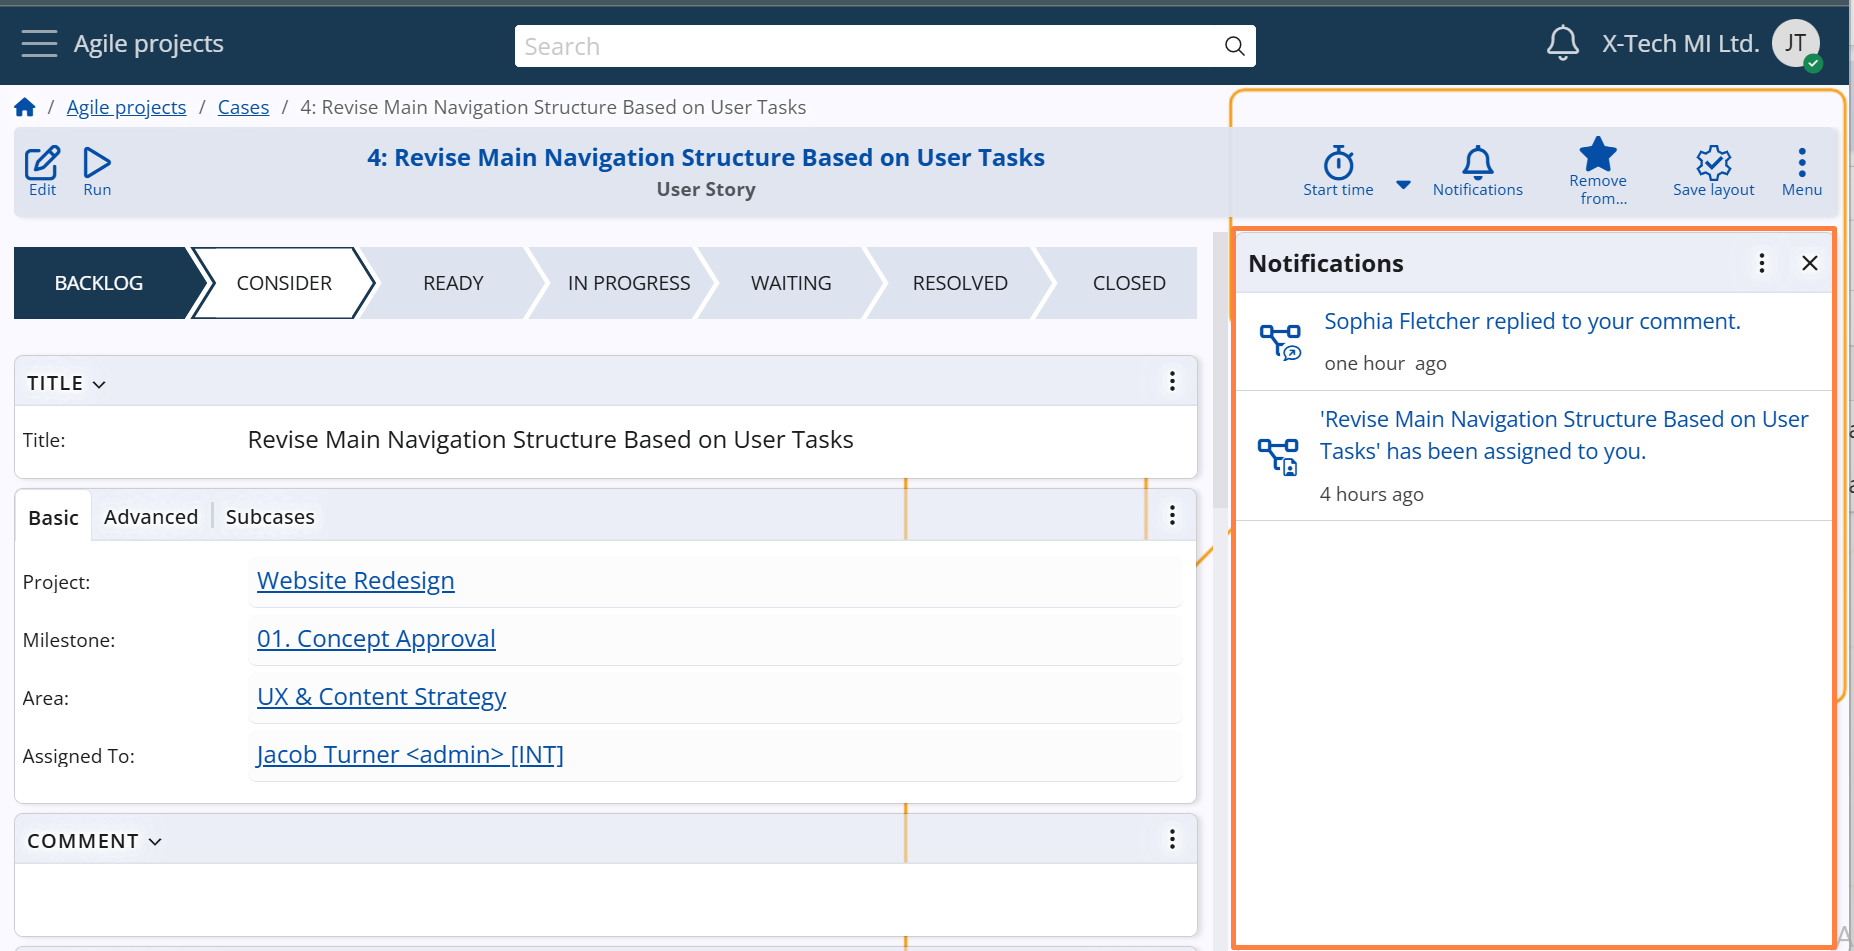 Agile projects
Search
X-Tech MI Ltd.
JT
/ Agile projects / Cases / 4: Revise Main Navigation Structure Based on User Tasks
Edit
Run
4: Revise Main Navigation Structure Based on User Tasks
User Story
Start time
Notifications
Remove
from...
Save layout
Menu
BACKLOG
CONSIDER
READY
IN PROGRESS
WAITING
RESOLVED
CLOSED
TITLE
Title:
Revise Main Navigation Structure Based on User Tasks
Basic
Advanced
Subcases
Project:
Website Redesign
Milestone:
01. Concept Approval
Area:
UX & Content Strategy
Assigned To:
Jacob Turner <admin> [INT]
COMMENT
Notifications
Sophia Fletcher replied to your comment.
one hour  ago
'Revise Main Navigation Structure Based on User
Tasks' has been assigned to you.
4 hours ago